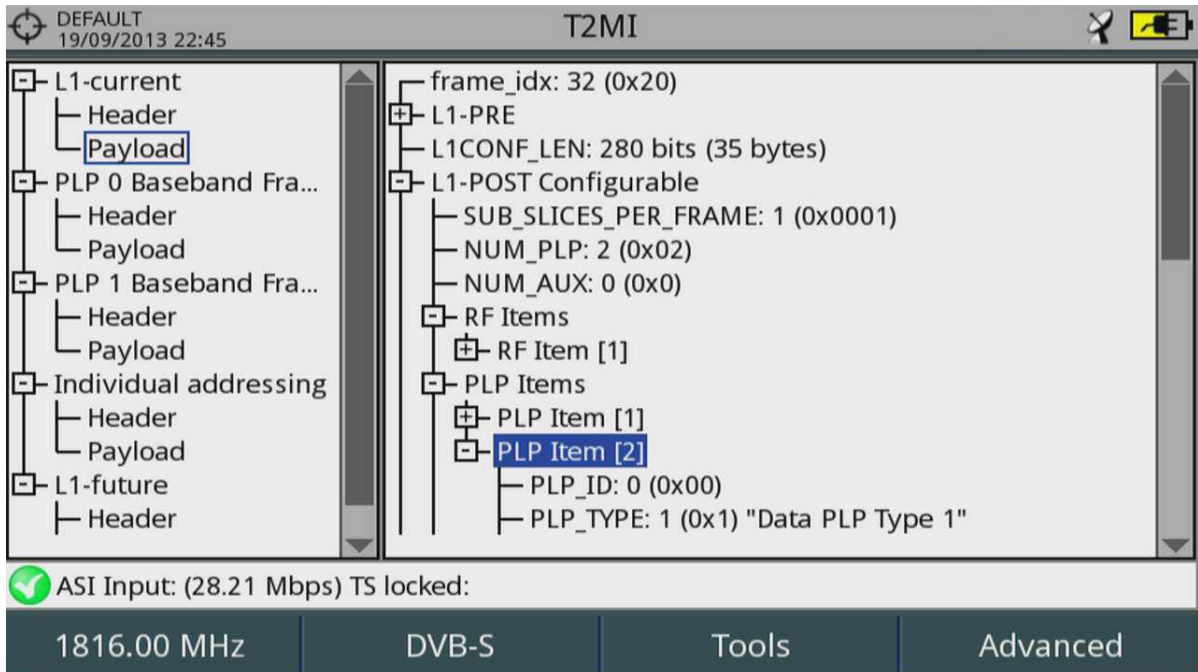 DEFAULT
19/09/2013 22:45
T2MI
L1-current
Header
Payload
PLP 0 Baseband Fra...
Header
Payload
PLP 1 Baseband Fra...
Header
Payload
Individual addressing
Header
Payload
L1-future
Header
frame_idx: 32 (0x20)
L1-PRE
L1CONF_LEN: 280 bits (35 bytes)
L1-POST Configurable
SUB_SLICES_PER_FRAME: 1 (0x0001)
NUM_PLP: 2 (0x02)
NUM_AUX: 0 (0x0)
RF Items
RF Item [1]
PLP Items
PLP Item [1]
PLP Item [2]
PLP_ID: 0 (0x00)
PLP_TYPE: 1 (0x1) "Data PLP Type 1"
ASI Input: (28.21 Mbps) TS locked:
1816.00 MHz
DVB-S
Tools
Advanced